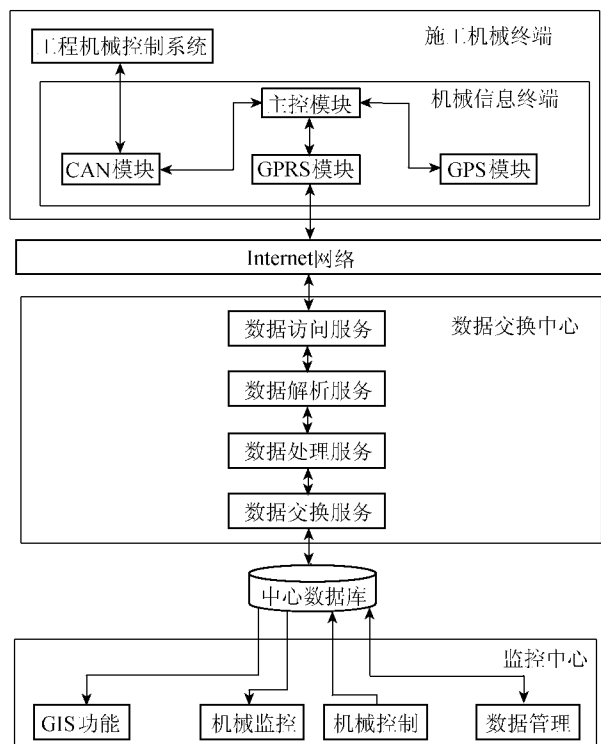 施工机械终端
工程机械控制系统
机械信息终端
主控模块
CAN模块
GPRS模块
GPS模块
Internet网络
数据交换中心
数据访问服务
数据解析服务
数据处理服务
数据交换服务
中心数据库
监控中心
GIS功能
机械监控
机械控制
数据管理